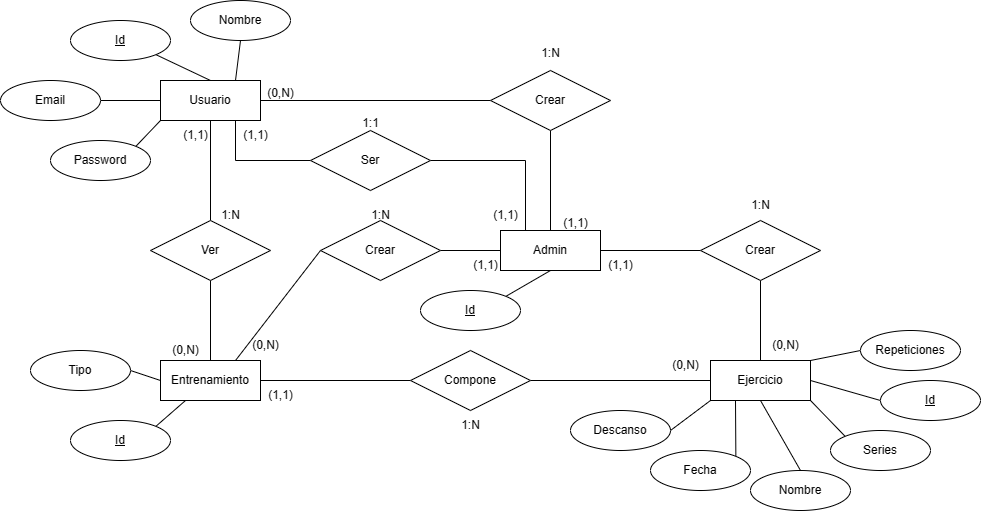 Nombre
Id
1:N
Email
Usuario
(0,N)
Crear
1:1
(1,1)
(1,1)
Password
Ser
1:N
1:N
(1,1)
(1,1)
1:N
Ver
Crear
Admin
Crear
(1,1)
(1,1)
Id
(0,N)
(0,N)
(0,N)
Repeticiones
Tipo
Entrenamiento
(1,1)
Compone
(0,N)
Ejercicio
Id
1:N
Descanso
Id
Series
Fecha
Nombre